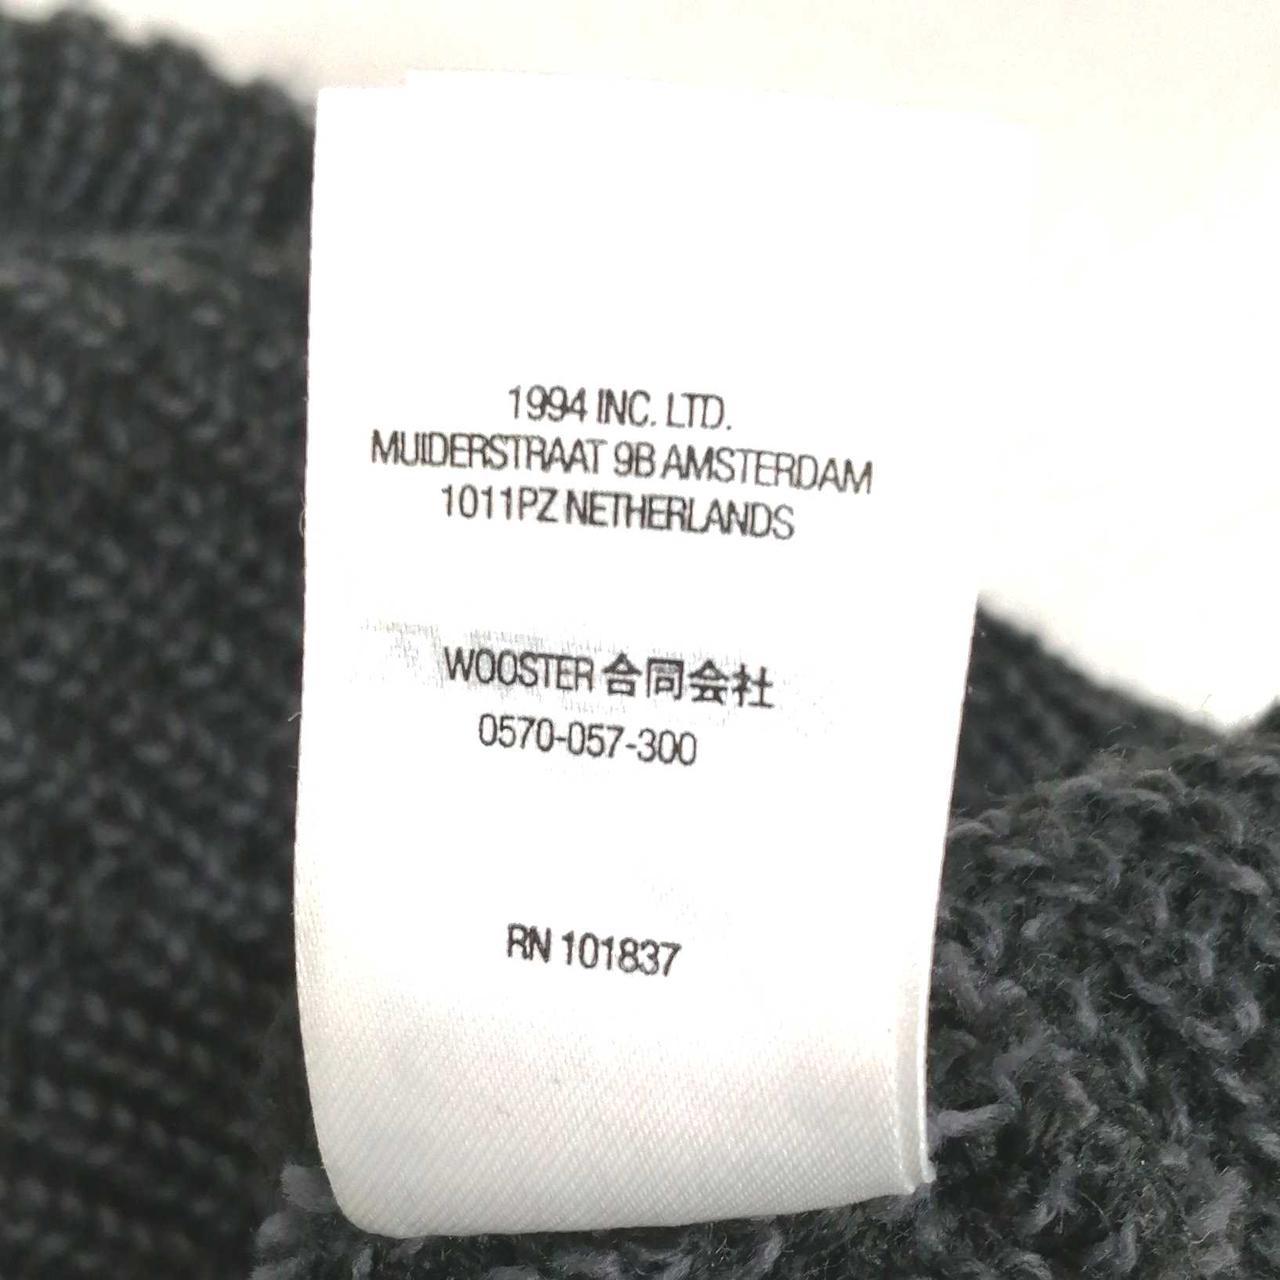 1994 INC. LTD.
MUIDERSTRAAT 9B AMSTERDAM
1011PZ NETHERLANDS
WOOSTER 合同会社
0570-057-300
RN 101837